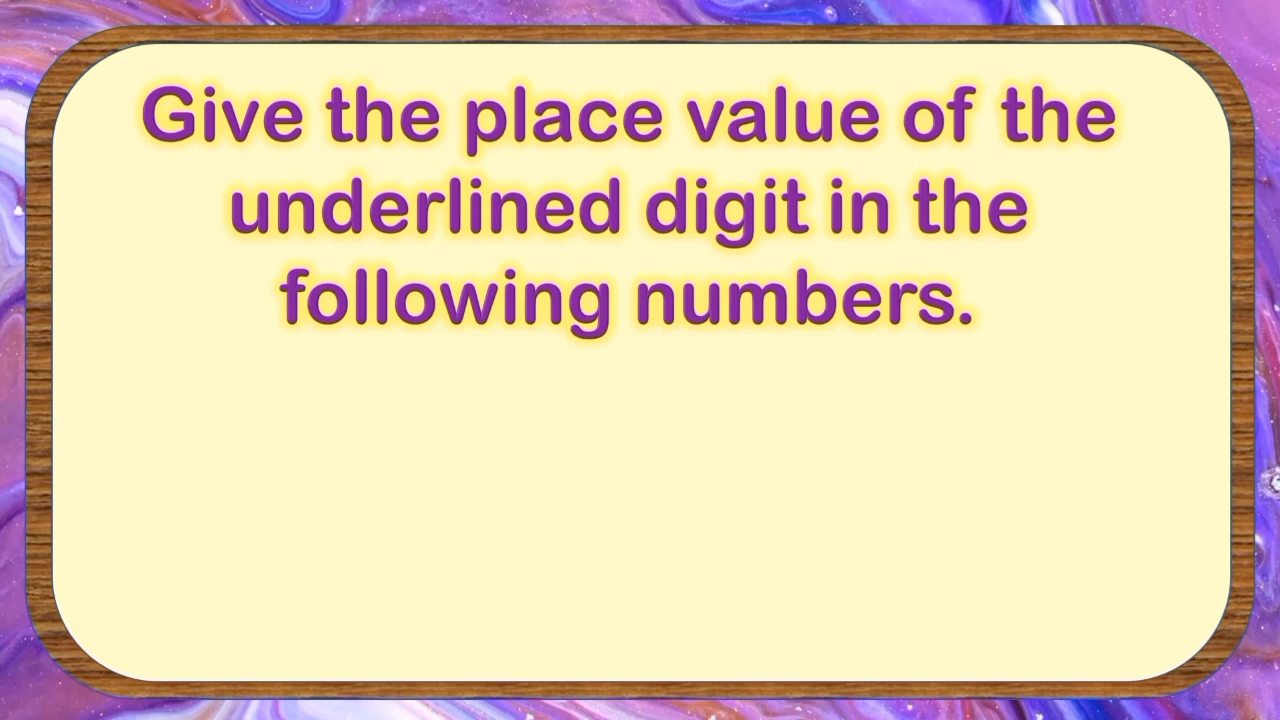 Give the place value of the
underlined digit in the
following numbers.